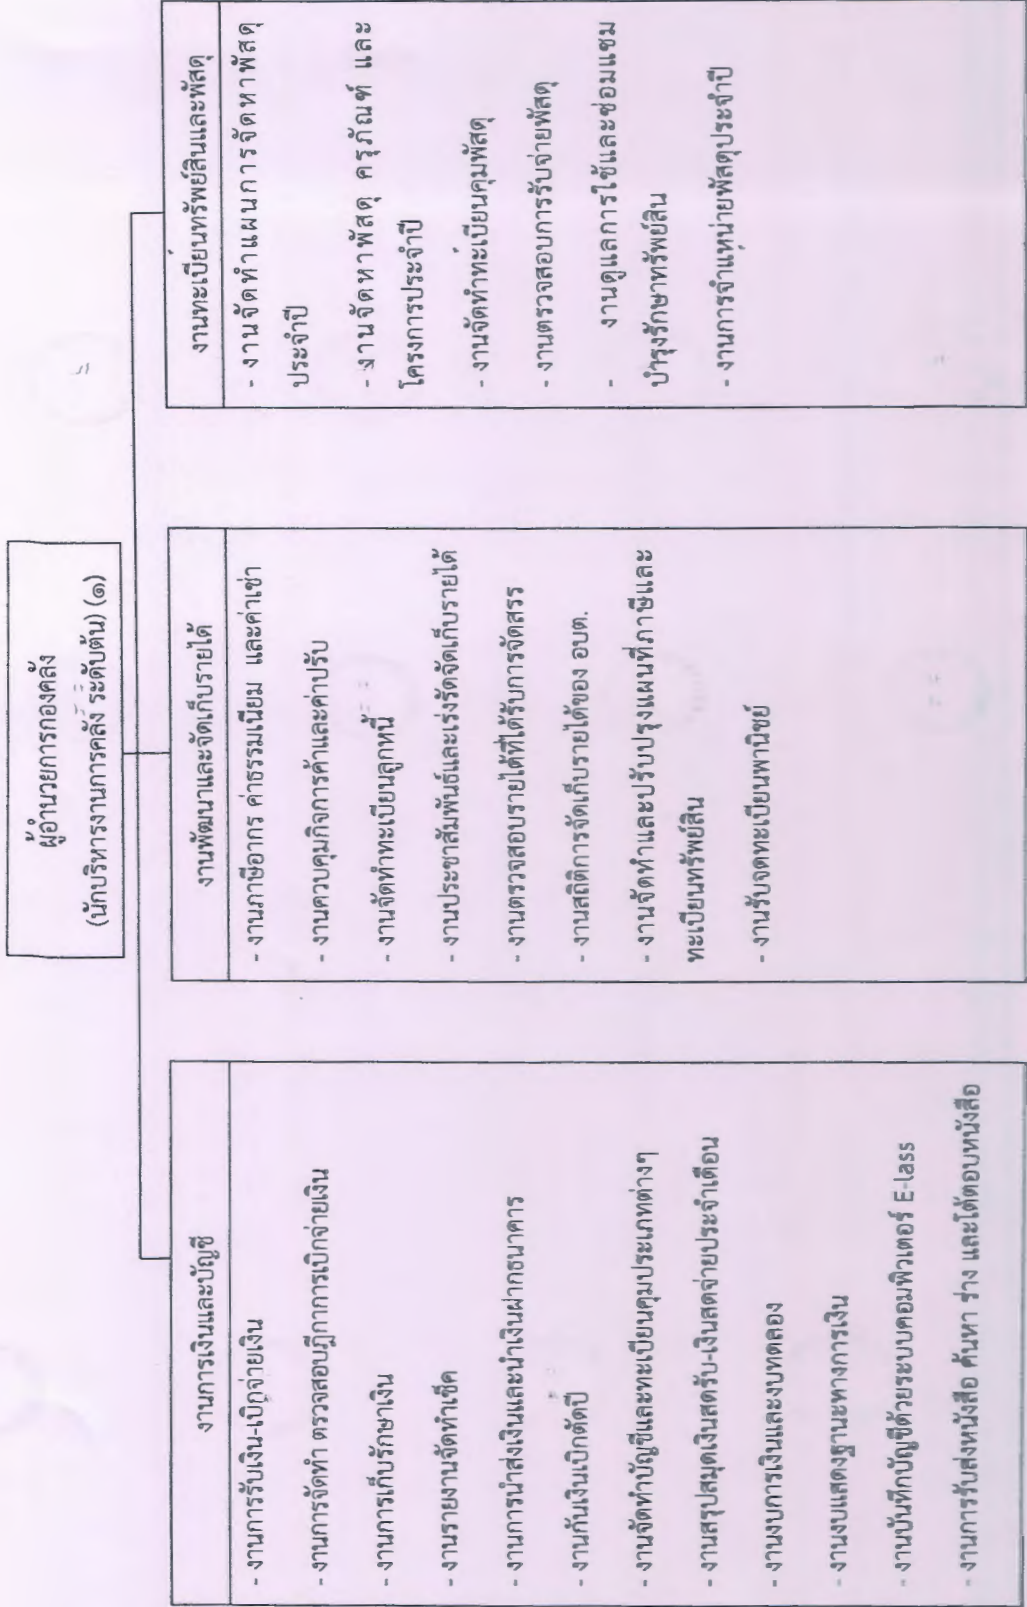 ผู้อำนวยการกองคลัง
(นักบริหารงานการคลัง ระดับต้น) (๑)
งานการเงินและบัญชี
- งานการรับเงิน-เบิกจ่ายเงิน
- งานการจัดทำ ตรวจสอบฎีกาการเบิกจ่ายเงิน
- งานการเก็บรักษาเงิน
- งานรายงานจัดทำเช็ค
- งานการนำส่งเงินและนำเงินฝากธนาคาร
- งานกันเงินเบิกตัดปี
- งานจัดทำบัญชีและทะเบียนคุมประเภทต่างๆ
- งานสรุปสมุดเงินสดรับ-เงินสดจ่ายประจำเดือน
- งานงบการเงินและงบทดลอง
- งานงบแสดงฐานะทางการเงิน
- งานบันทึกบัญชีด้วยระบบคอมพิวเตอร์ E-lass
- งานการรับส่งหนังสือ ค้นหา ร่าง และโต้ตอบหนังสือ
งานพัฒนาและจัดเก็บรายได้
- งานภาษีอากร ค่าธรรมเนียม และค่าเช่า
- งานควบคุมกิจการค้าและค่าปรับ
- งานจัดทำทะเบียนลูกหนี้
- งานประชาสัมพันธ์และเร่งรัดจัดเก็บรายได้
- งานตรวจสอบรายได้ที่ได้รับการจัดสรร
- งานสถิติการจัดเก็บรายได้ของ อบต.
- งานจัดทำและปรับปรุงแผนที่ภาษีและ
ทะเบียนทรัพย์สิน
- งานรับจดทะเบียนพานิชย์
งานทะเบียนทรัพย์สินและพัสดุ
- งานจัดทำแผนการจัดหาพัสดุ
ประจำปี
- งานจัดหาพัสดุ ครุภัณฑ์ และ
โครงการประจำปี
- งานจัดทำทะเบียนคุมพัสดุ
- งานตรวจสอบการรับจ่ายพัสดุ
- งานดูแลการใช้และซ่อมแซม
บำรุงรักษาทรัพย์สิน
- งานการจำแหน่ายพัสดุประจำปี